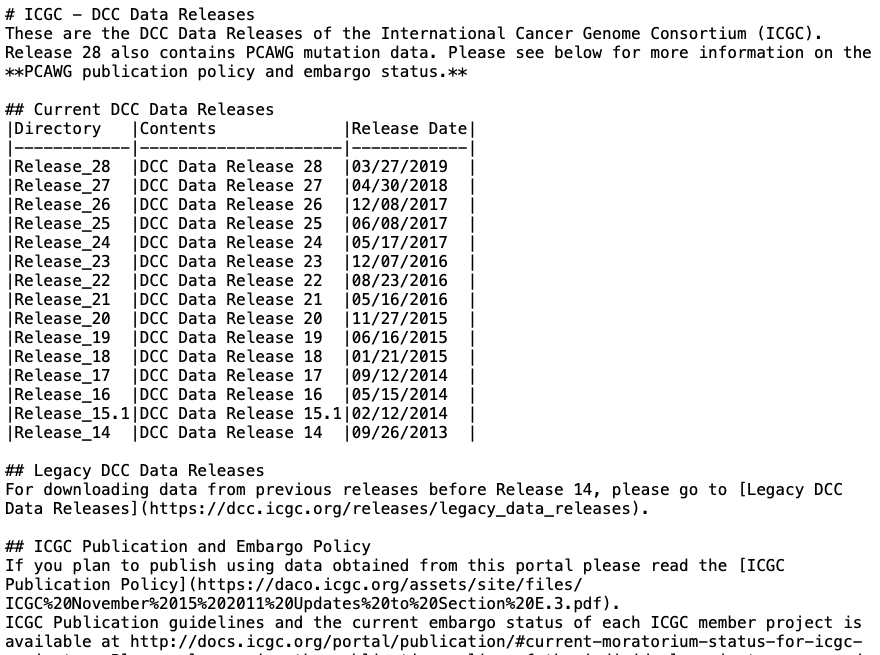 # ICGC - DCC Data Releases
These are the DCC Data Releases of the International Cancer Genome Consortium (ICGC).
Release 28 also contains PCAWG mutation data. Please see below for more information on the
**PCAWG publication policy and embargo status.**
## Current DCC Data Releases
|Directory   |Contents             |Release Date|
|------------|---------------------|------------|
|Release_28  |DCC Data Release 28  |03/27/2019  |
|Release_27  |DCC Data Release 27  |04/30/2018  |
|Release_26  |DCC Data Release 26  |12/08/2017  |
|Release_25  |DCC Data Release 25  |06/08/2017  |
|Release_24  |DCC Data Release 24  |05/17/2017  |
|Release_23  |DCC Data Release 23  |12/07/2016  |
|Release_22  |DCC Data Release 22  |08/23/2016  |
|Release_21  |DCC Data Release 21  |05/16/2016  |
|Release_20  |DCC Data Release 20  |11/27/2015  |
|Release_19  |DCC Data Release 19  |06/16/2015  |
|Release_18  |DCC Data Release 18  |01/21/2015  |
|Release_17  |DCC Data Release 17  |09/12/2014  |
|Release_16  |DCC Data Release 16  |05/15/2014  |
|Release_15.1|DCC Data Release 15.1|02/12/2014  |
|Release_14  |DCC Data Release 14  |09/26/2013  |
## Legacy DCC Data Releases
For downloading data from previous releases before Release 14, please go to [Legacy DCC
Data Releases](https://dcc.icgc.org/releases/legacy_data_releases).
## ICGC Publication and Embargo Policy
If you plan to publish using data obtained from this portal please read the [ICGC
Publication Policy](https://daco.icgc.org/assets/site/files/
ICGC%20November%2015%202011%20Updates%20to%20Section%20E.3.pdf).
ICGC Publication guidelines and the current embargo status of each ICGC member project is
available at http://docs.icgc.org/portal/publication/#current-moratorium-status-for-icgc-